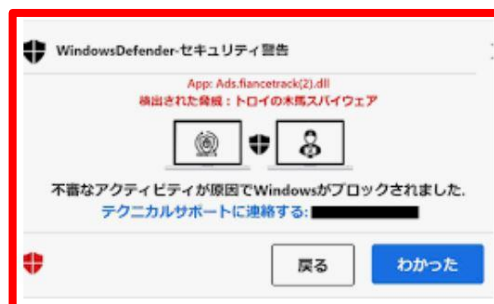 WindowsDefender-セキュリティ警告
App: Ads.fiancetrack(2).dll
検出された脅威：トロイの木馬スパイウェア
不審なアクティビティが原因でWindowsがブロックされました.
テクニカルサポートに連絡する:
戻る
わかった